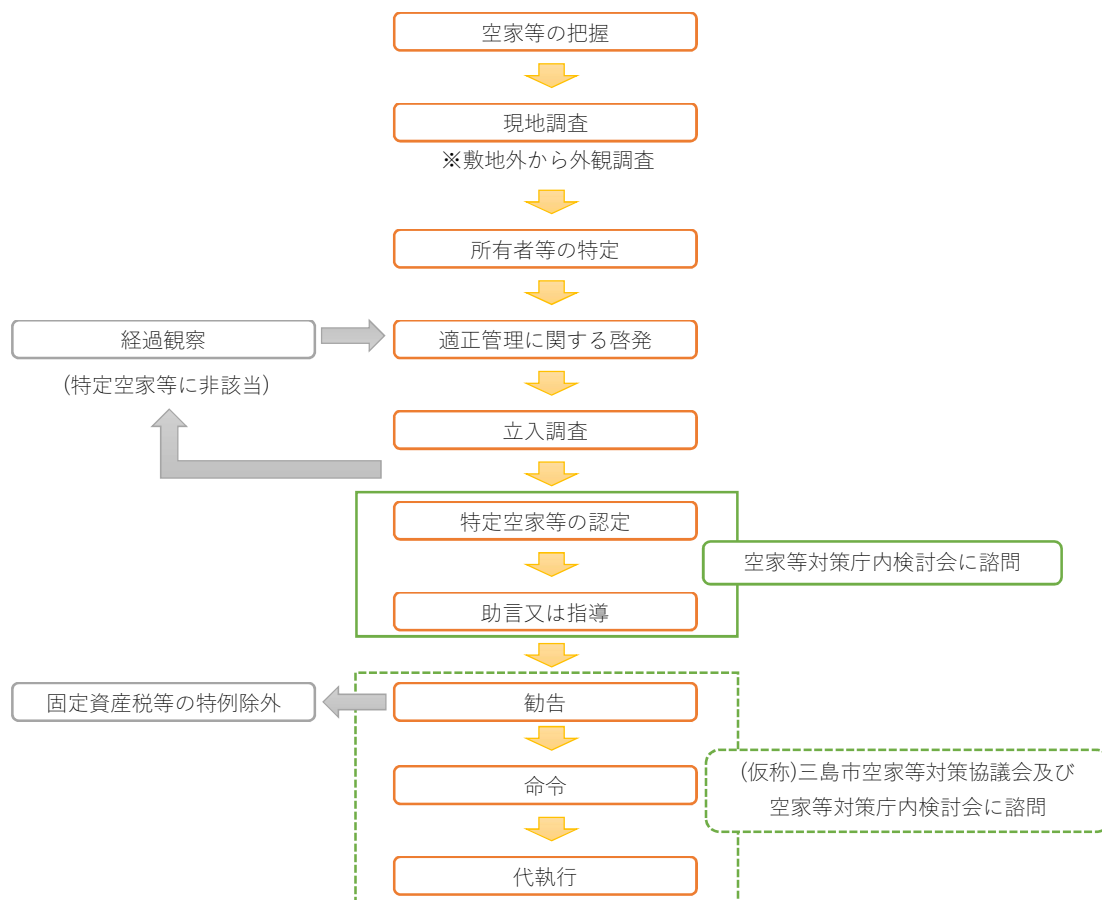 空家等の把握
現地調査
※敷地外から外観調査
所有者等の特定
経過観察
適正管理に関する啓発
(特定空家等に非該当)
立入調査
特定空家等の認定
空家等対策庁内検討会に諮問
助言又は指導
固定資産税等の特例除外
勧告
命令
(仮称)三島市空家等対策協議会及び
空家等対策庁内検討会に諮問
代執行